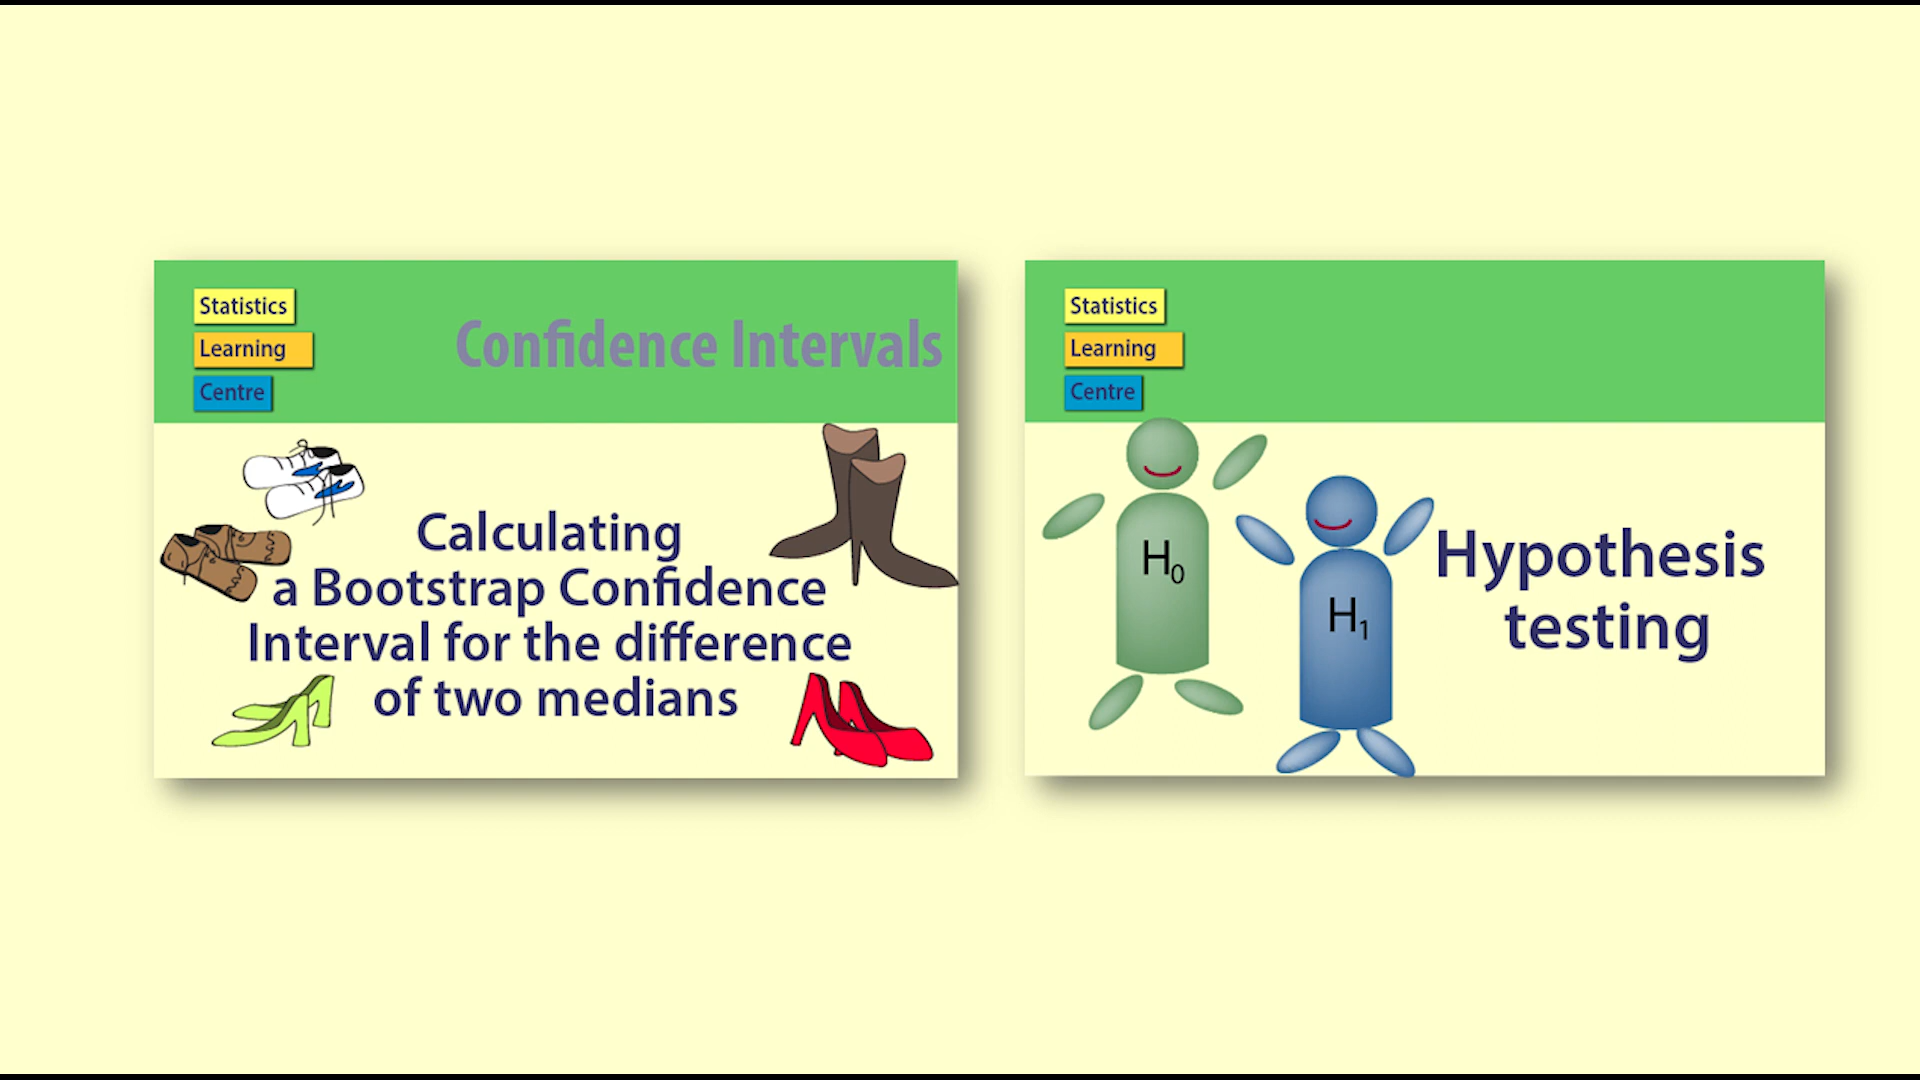 Statistics
Learning
Centre
Confidence Intervals
Calculating
a Bootstrap Confidence
Interval for the difference
of two medians
Statistics
Learning
Centre
H₀
H₁
Hypothesis
testing